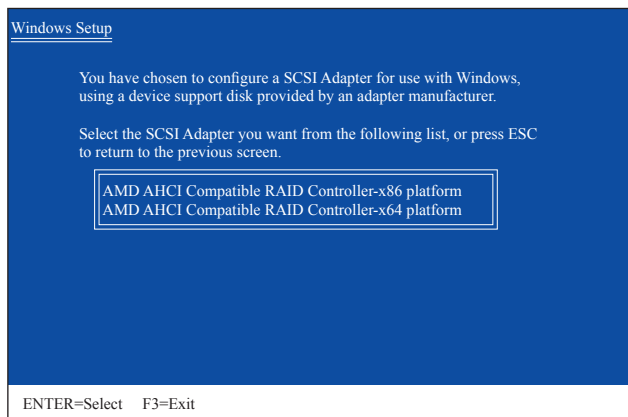 Windows Setup
You have chosen to configure a SCSI Adapter for use with Windows,
using a device support disk provided by an adapter manufacturer.
Select the SCSI Adapter you want from the following list, or press ESC
to return to the previous screen.
AMD AHCI Compatible RAID Controller-x86 platform
AMD AHCI Compatible RAID Controller-x64 platform
ENTER=Select F3=Exit